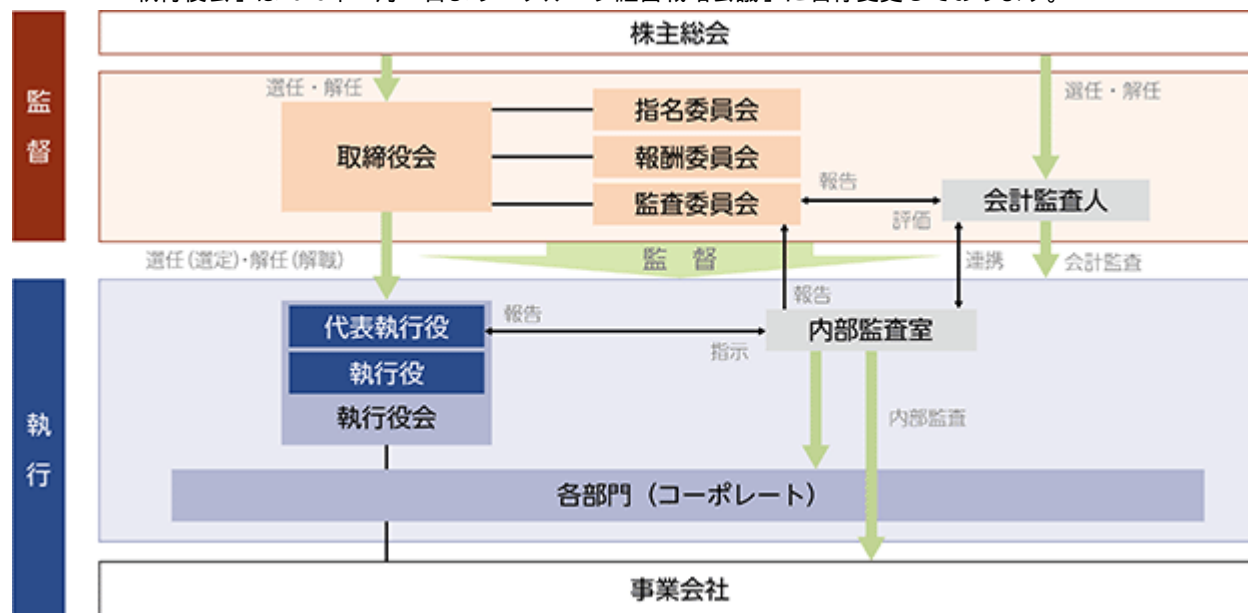 株主総会
監督
選任・解任
選任・解任
指名委員会
取締役会
報酬委員会
監査委員会
報告
評価
会計監査人
選任(選定)・解任(解職)
監 督
連携
会計監査
報告
代表執行役
報告
指示
内部監査室
執行役
執行役会
内部監査
執行
各部門(コーポレート)
事業会社